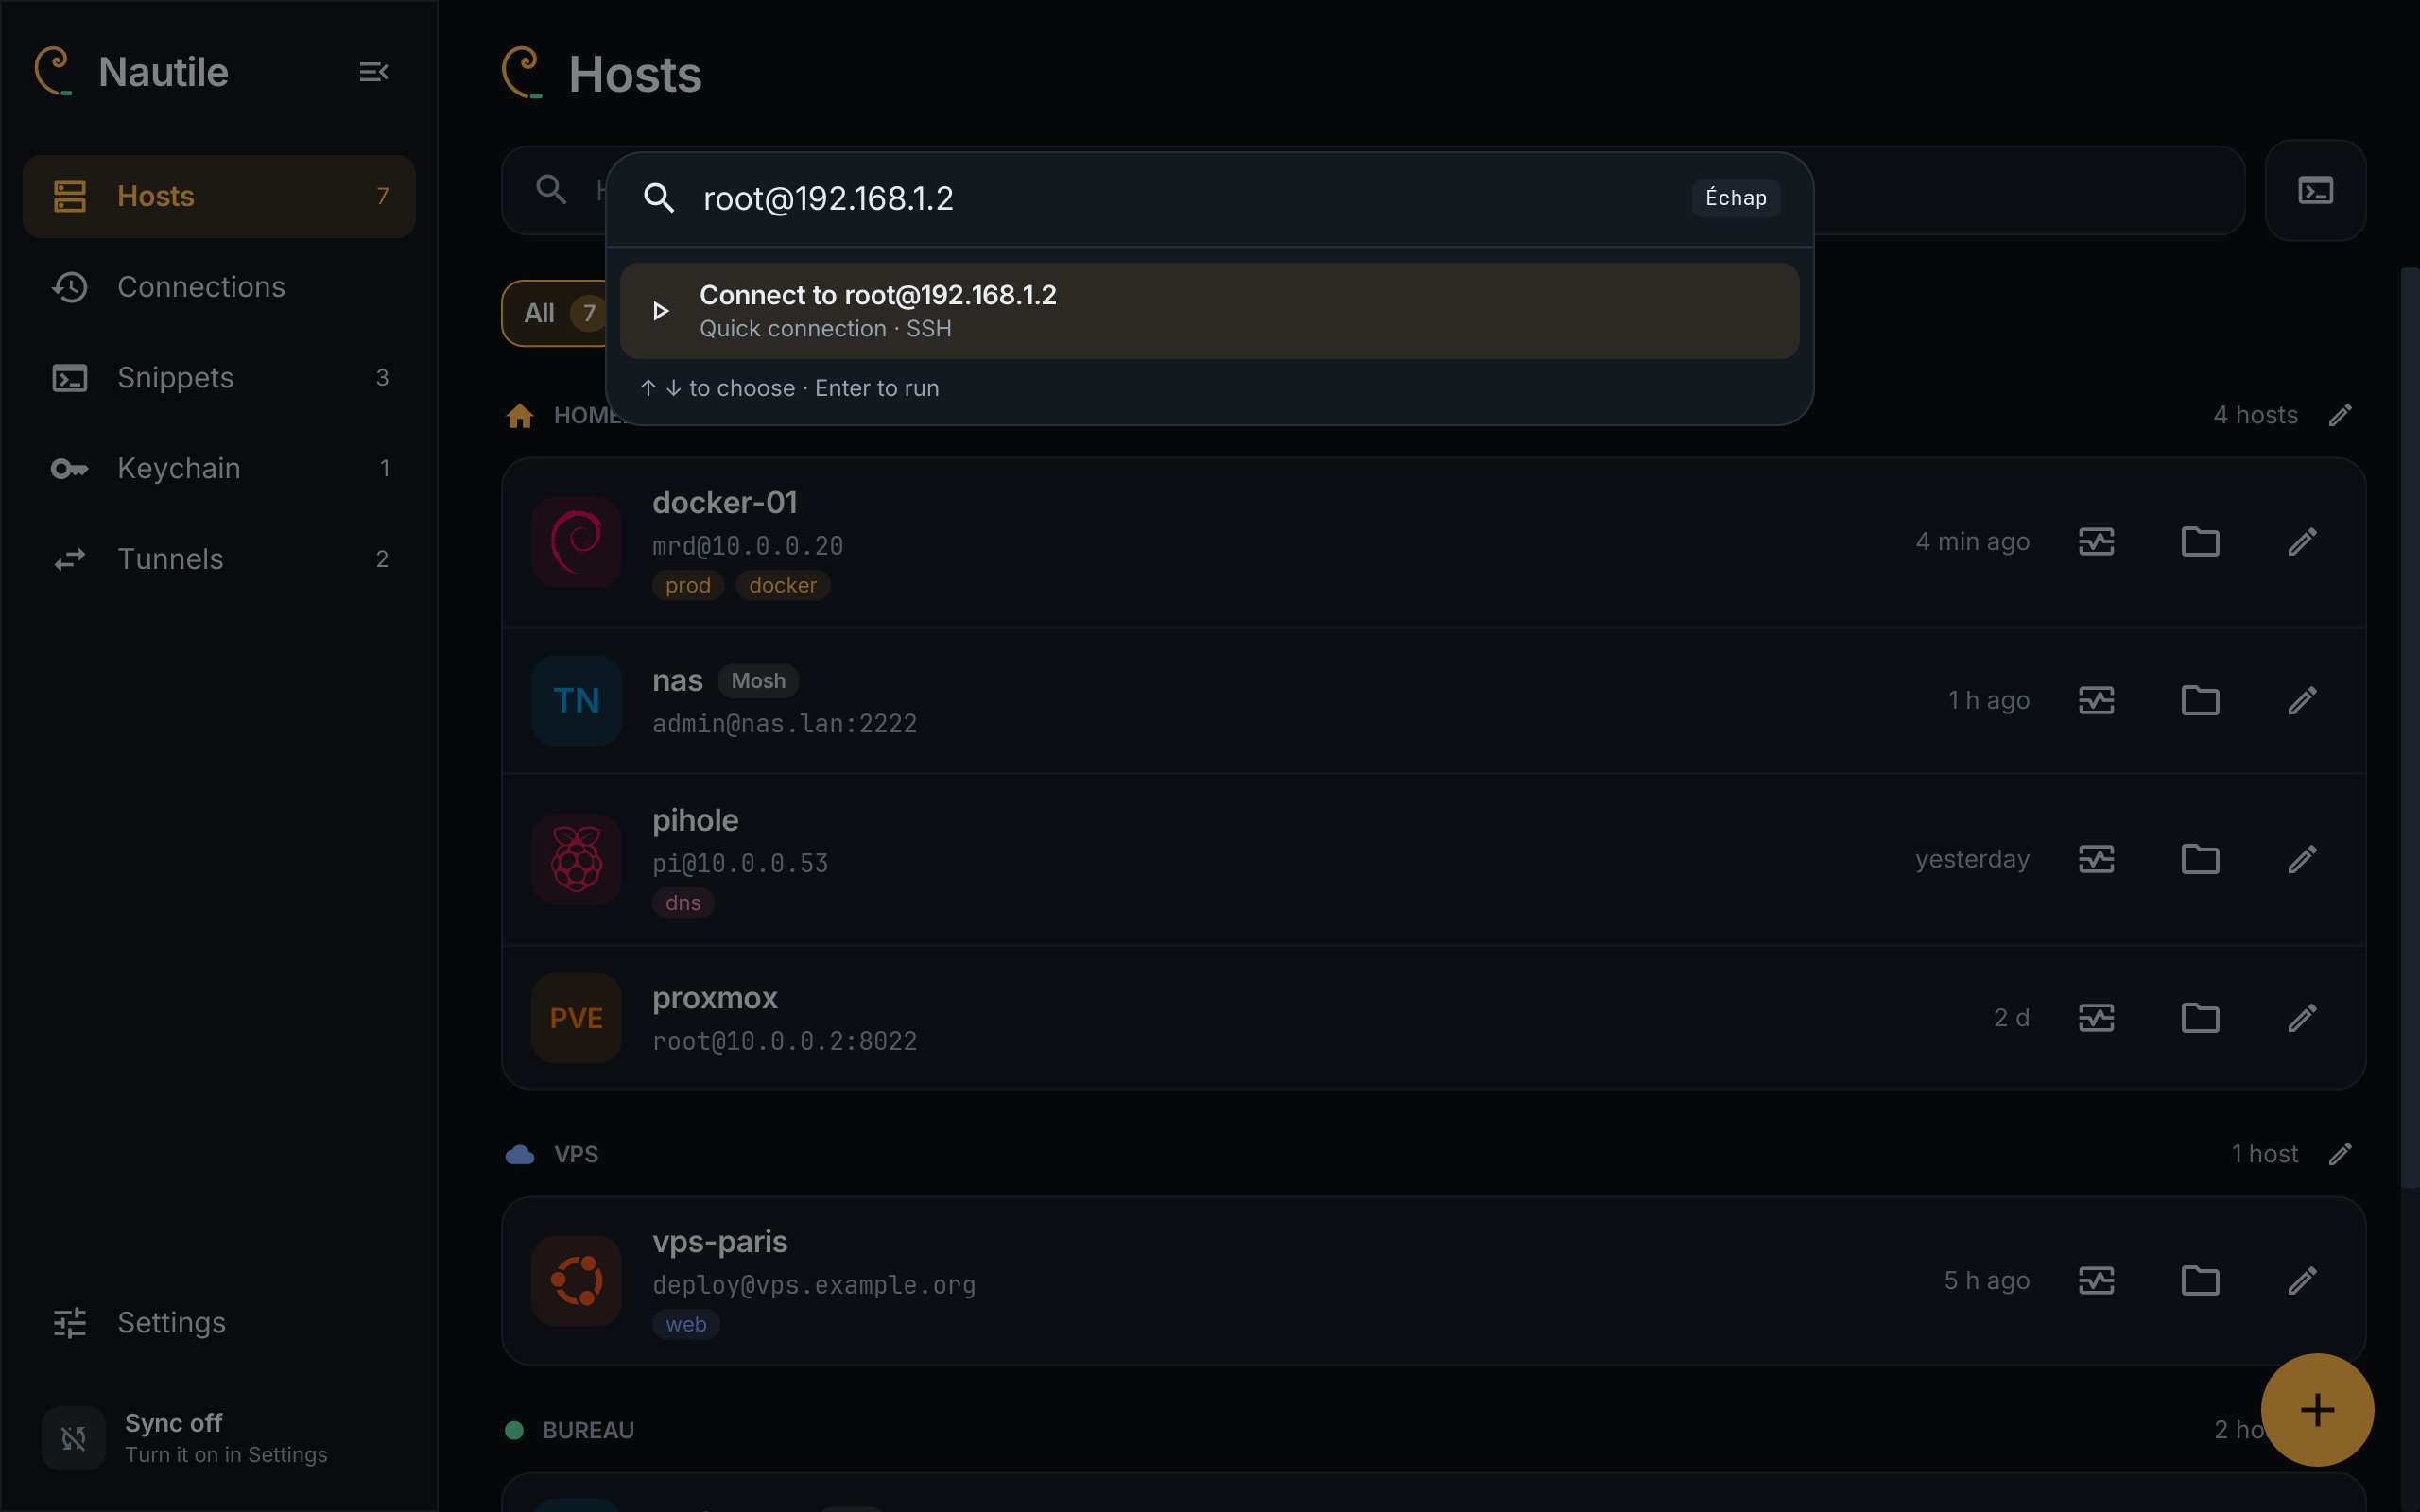 Nautile
Hosts 7
Connections
Snippets 3
Keychain 1
Tunnels 2
Settings
Sync off
Turn it on in Settings
Hosts
root@192.168.1.2 Échap
Connect to root@192.168.1.2
Quick connection · SSH
↑ ↓ to choose · Enter to run
All 7
4 hosts
docker-01
mrd@10.0.0.20
prod docker
4 min ago
TN
nas Mosh
admin@nas.lan:2222
1 h ago
pihole
pi@10.0.0.53
dns
yesterday
PVE
proxmox
root@10.0.0.2:8022
2 d
VPS 1 host
vps-paris
deploy@vps.example.org
web
5 h ago
BUREAU 2